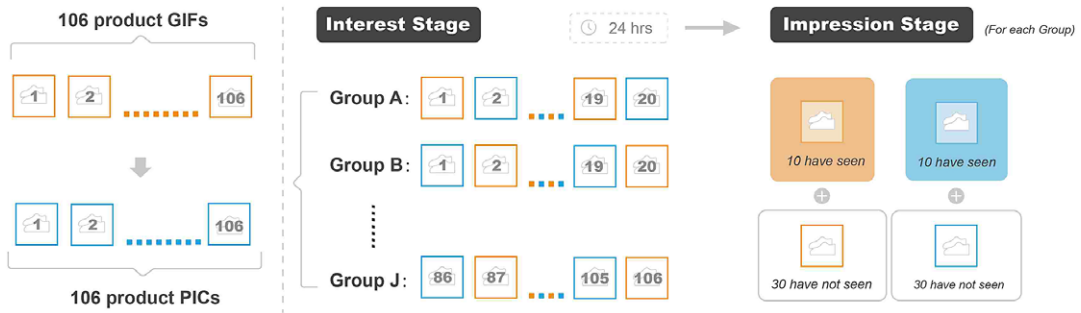 106 product GIFs
1 2 106
1 2 106
106 product PICs
Interest Stage
24 hrs
Impression Stage
(For each Group)
Group A: 1 2 19 20
Group B: 1 2 19 20
Group J: 86 87 105 106
10 have seen 10 have seen
30 have not seen 30 have not seen